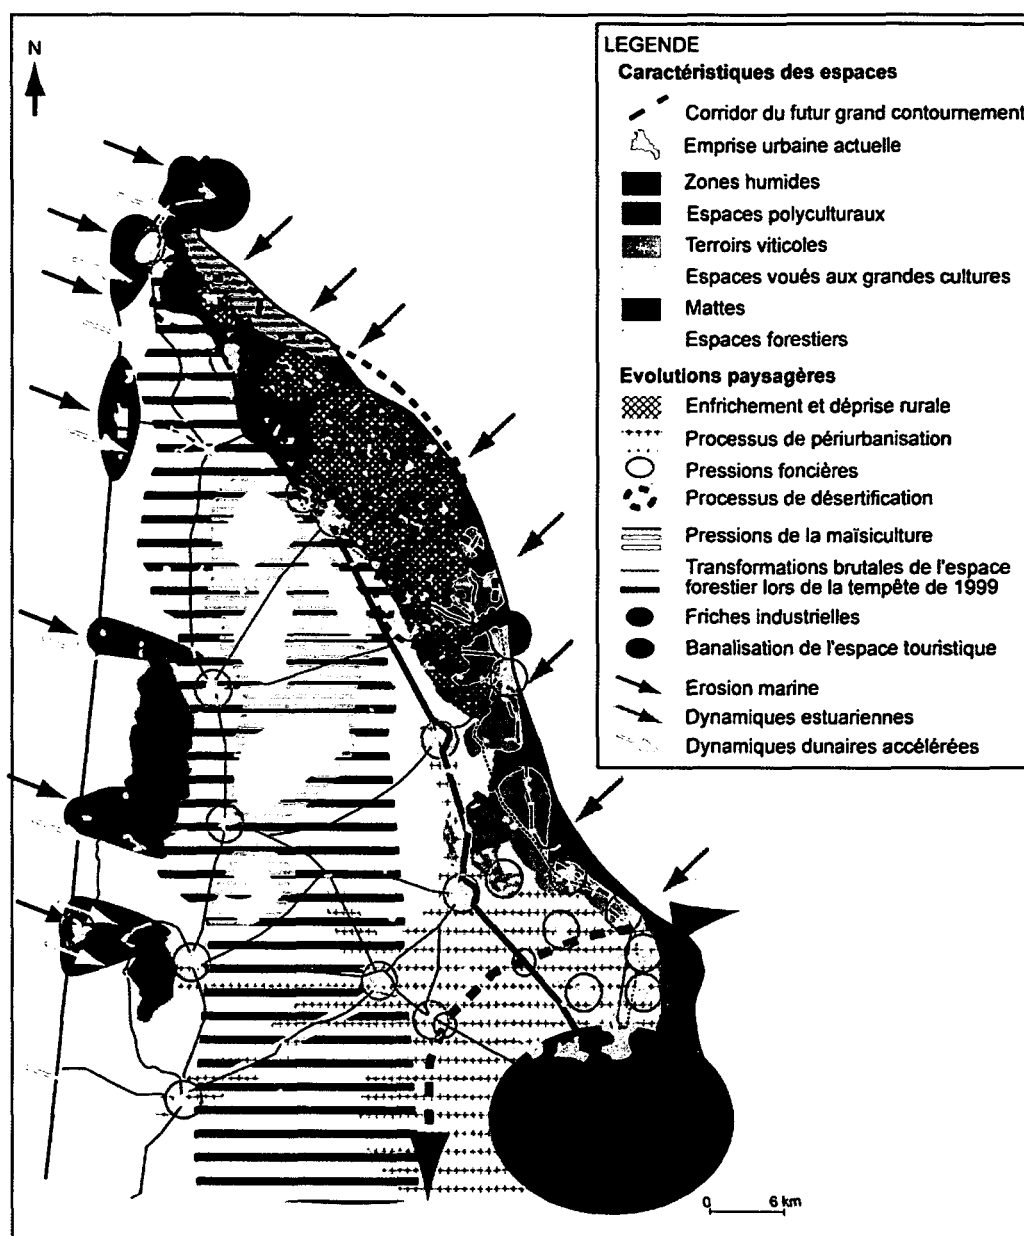 N
LEGENDE
Caractéristiques des espaces
Corridor du futur grand contournement
Emprise urbaine actuelle
Zones humides
Espaces polyculturaux
Terroirs viticoles
Espaces voués aux grandes cultures
Mattes
Espaces forestiers
Evolutions paysagères
Enfrichement et déprise rurale
Processus de périurbanisation
Pressions foncières
Processus de désertification
Pressions de la maïsiculture
Transformations brutales de l'espace
forestier lors de la tempête de 1999
Friches industrielles
Banalisation de l'espace touristique
Erosion marine
Dynamiques estuariennes
Dynamiques dunaires accélérées
0 6 km